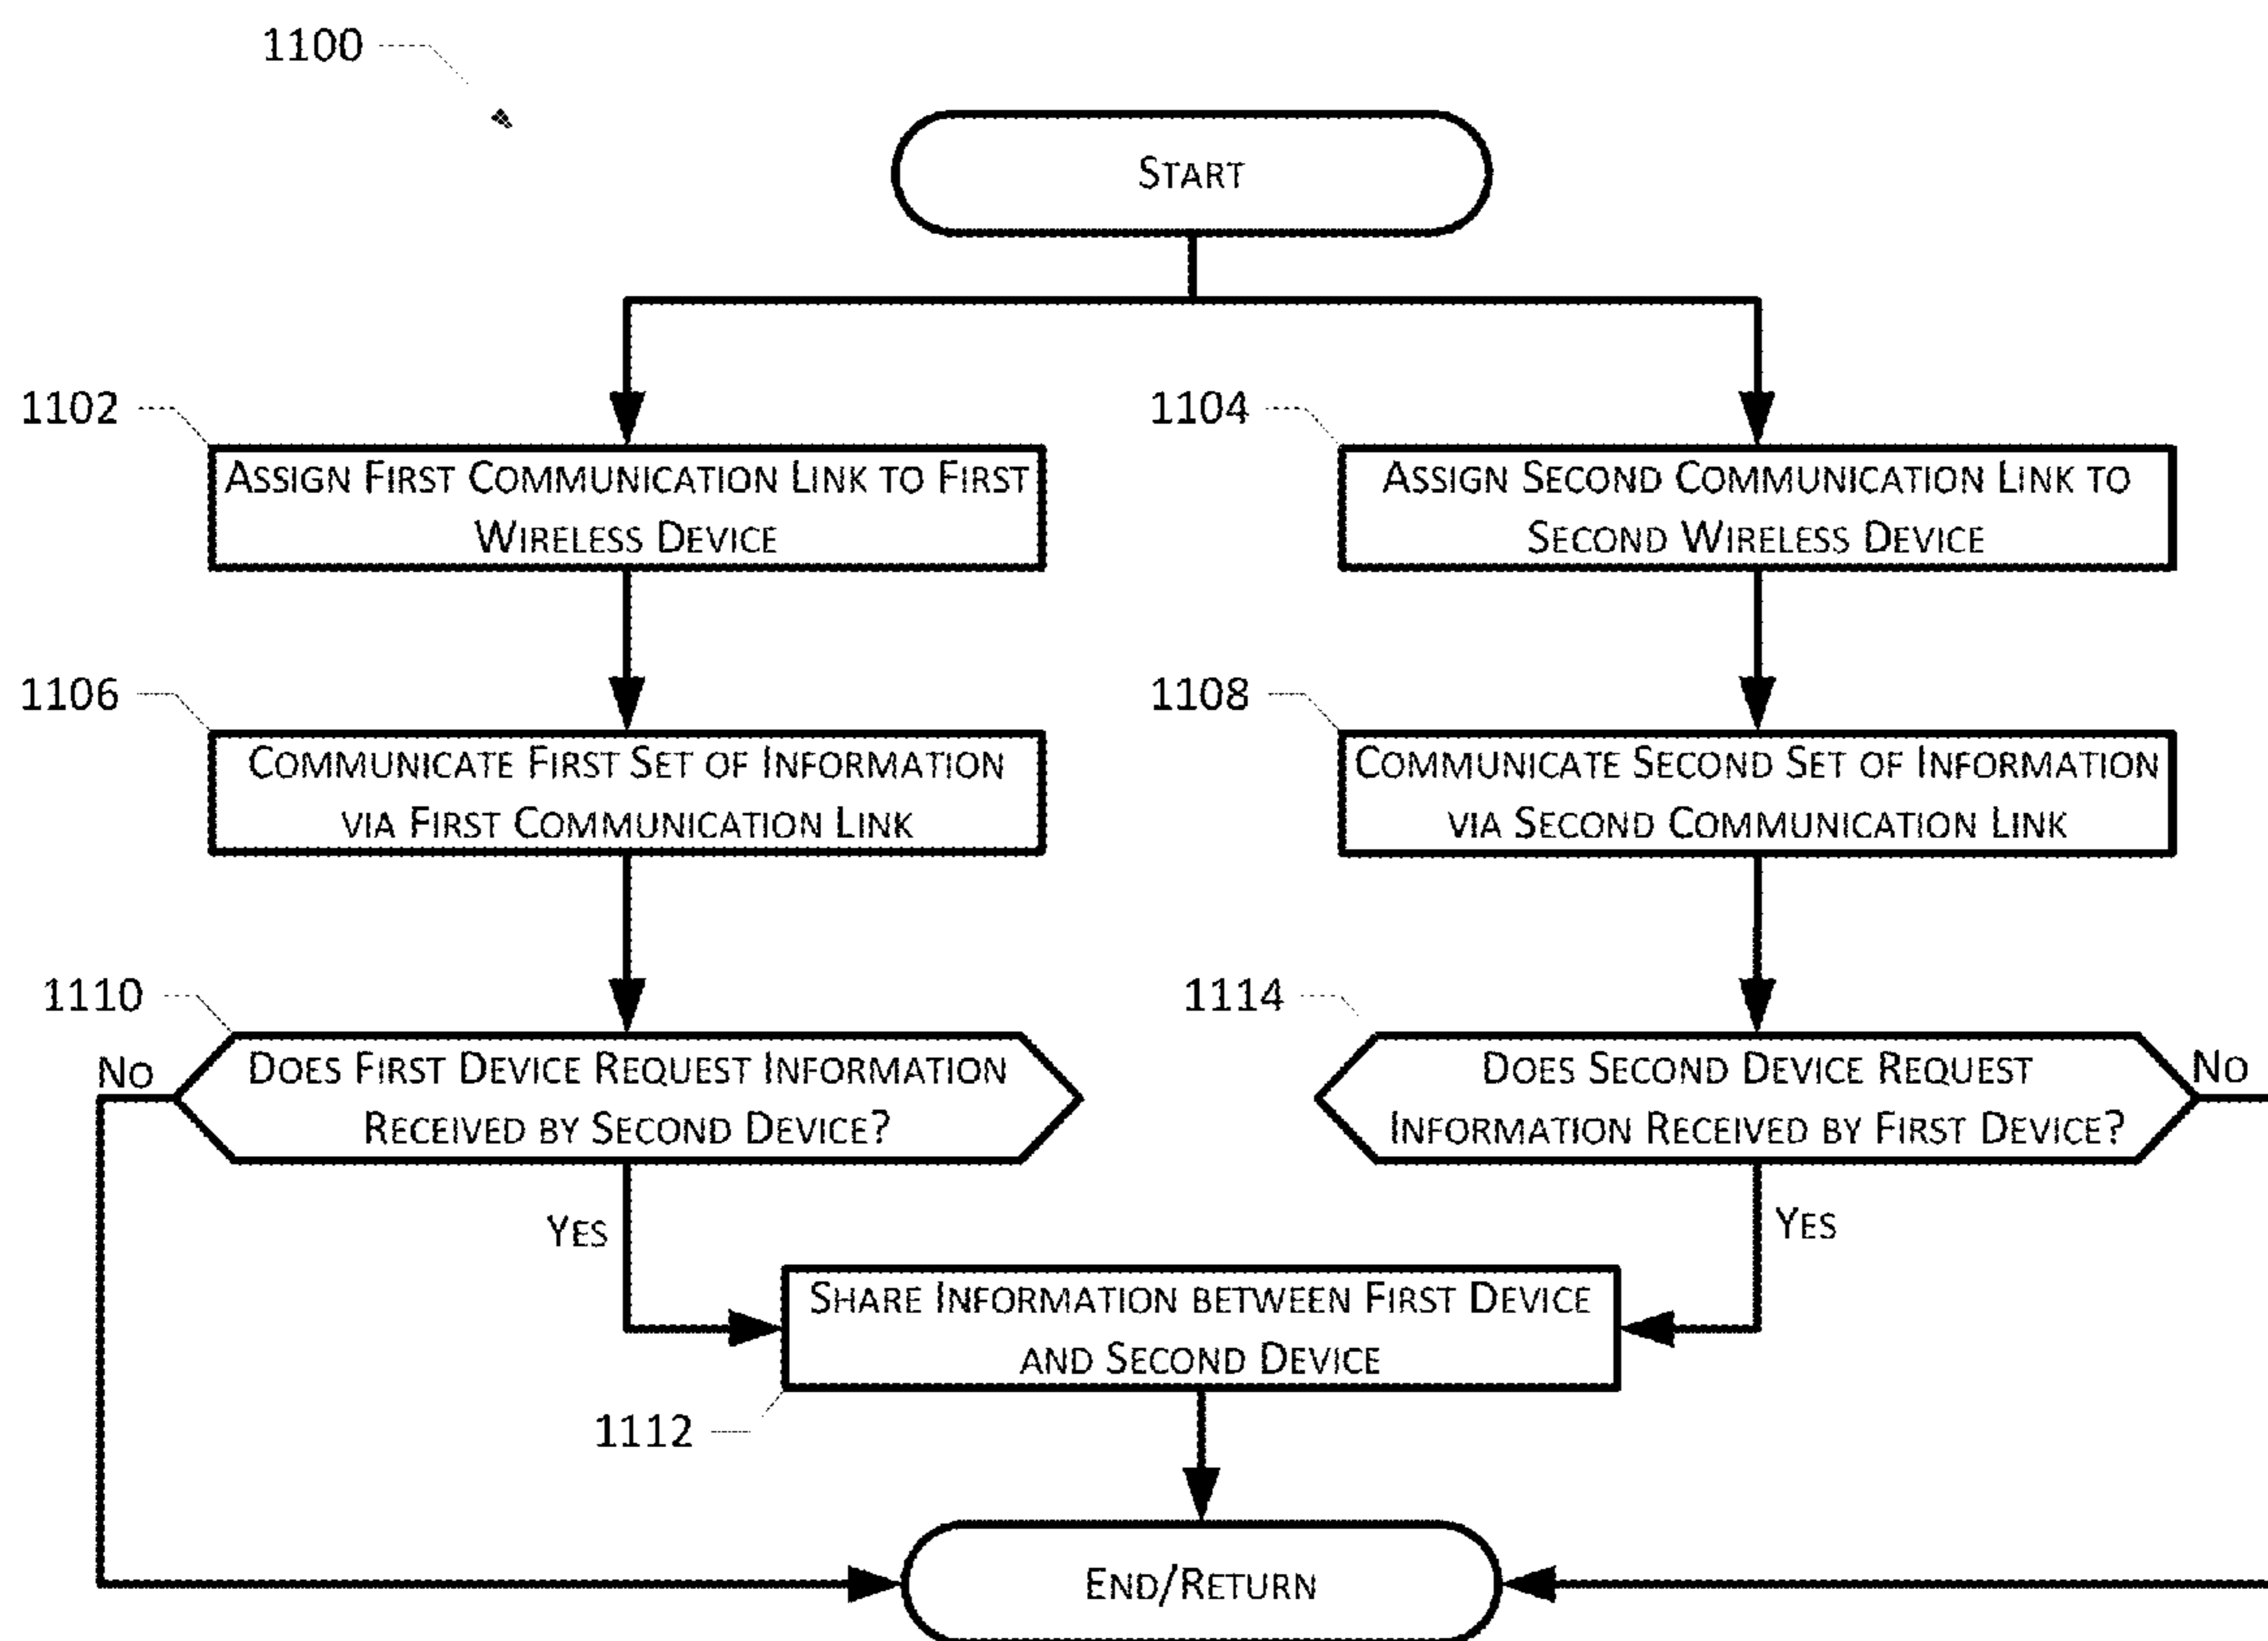 1100
START
1102
1104
ASSIGN FIRST COMMUNICATION LINK TO FIRST
WIRELESS DEVICE
ASSIGN SECOND COMMUNICATION LINK TO
SECOND WIRELESS DEVICE
1106
1108
COMMUNICATE FIRST SET OF INFORMATION
VIA FIRST COMMUNICATION LINK
COMMUNICATE SECOND SET OF INFORMATION
VIA SECOND COMMUNICATION LINK
1110
1114
NO
DOES FIRST DEVICE REQUEST INFORMATION
RECEIVED BY SECOND DEVICE?
DOES SECOND DEVICE REQUEST
INFORMATION RECEIVED BY FIRST DEVICE?
NO
YES
YES
SHARE INFORMATION BETWEEN FIRST DEVICE
AND SECOND DEVICE
1112
END/RETURN